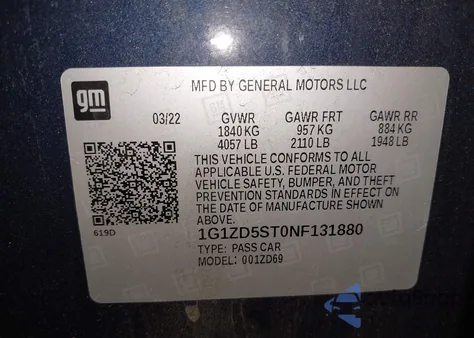 gm
MFD BY GENERAL MOTORS LLC
03/22 GVWR GAWR FRT GAWR RR
1840 KG 957 KG 884 KG
4057 LB 2110 LB 1948 LB
THIS VEHICLE CONFORMS TO ALL
APPLICABLE U.S. FEDERAL MOTOR
VEHICLE SAFETY, BUMPER, AND THEFT
PREVENTION STANDARDS IN EFFECT ON
THE DATE OF MANUFACTURE SHOWN
ABOVE.
619D
1G1ZD5ST0NF131880
TYPE: PASS CAR
MODEL: 001ZD69